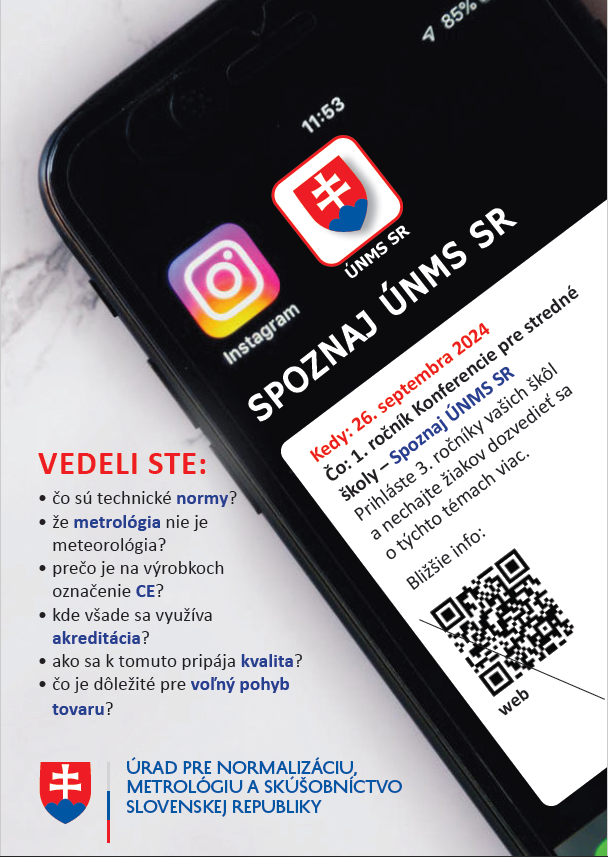 85%
11:53
ÚNMS SR
Instagram
SPOZNAJ ÚNMS SR
Kedy: 26. septembra 2024
Čo: 1. ročník Konferencie pre stredné
školy – Spoznaj ÚNMS SR
Prihláste 3. ročníky vašich škôl
a nechajte žiakov dozvedieť sa
o týchto témach viac.
Bližšie info:
web
VEDELI STE:
• čo sú technické normy?
• že metrológia nie je
meteorológia?
• prečo je na výrobkoch
označenie CE?
• kde všade sa využíva
akreditácia?
• ako sa k tomuto pripája kvalita?
• čo je dôležité pre voľný pohyb
tovaru?
ÚRAD PRE NORMALIZÁCIU,
METROLÓGIU A SKÚŠOBNÍCTVO
SLOVENSKEJ REPUBLIKY